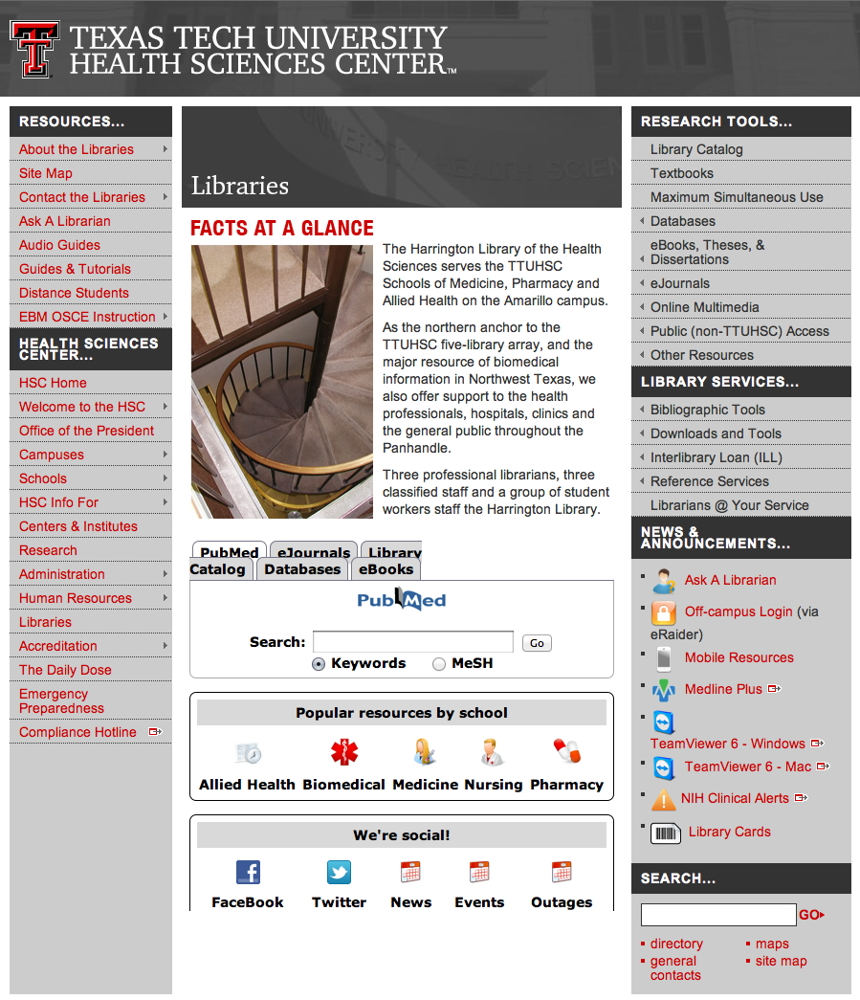 TEXAS TECH UNIVERSITY
HEALTH SCIENCES CENTER™
RESOURCES...
About the Libraries
Site Map
Contact the Libraries
Ask A Librarian
Audio Guides
Guides & Tutorials
Distance Students
EBM OSCE Instruction
HEALTH SCIENCES
CENTER...
HSC Home
Welcome to the HSC
Office of the President
Campuses
Schools
HSC Info For
Centers & Institutes
Research
Administration
Human Resources
Libraries
Accreditation
The Daily Dose
Emergency
Preparedness
Compliance Hotline
Libraries
FACTS AT A GLANCE
The Harrington Library of the Health
Sciences serves the TTUHSC
Schools of Medicine, Pharmacy and
Allied Health on the Amarillo campus.
As the northern anchor to the
TTUHSC five-library array, and the
major resource of biomedical
information in Northwest Texas, we
also offer support to the health
professionals, hospitals, clinics and
the general public throughout the
Panhandle.
Three professional librarians, three
classified staff and a group of student
workers staff the Harrington Library.
PubMed eJournals Library
Catalog Databases eBooks
PubMed
Search: Go
Keywords MeSH
Popular resources by school
Allied Health Biomedical Medicine Nursing Pharmacy
We're social!
FaceBook Twitter News Events Outages
RESEARCH TOOLS...
Library Catalog
Textbooks
Maximum Simultaneous Use
Databases
eBooks, Theses, &
Dissertations
eJournals
Online Multimedia
Public (non-TTUHSC) Access
Other Resources
LIBRARY SERVICES...
Bibliographic Tools
Downloads and Tools
Interlibrary Loan (ILL)
Reference Services
Librarians @ Your Service
NEWS &
ANNOUNCEMENTS...
Ask A Librarian
Off-campus Login (via
eRaider)
Mobile Resources
Medline Plus
TeamViewer 6 - Windows
TeamViewer 6 - Mac
NIH Clinical Alerts
Library Cards
SEARCH...
GO
directory maps
general site map
contacts